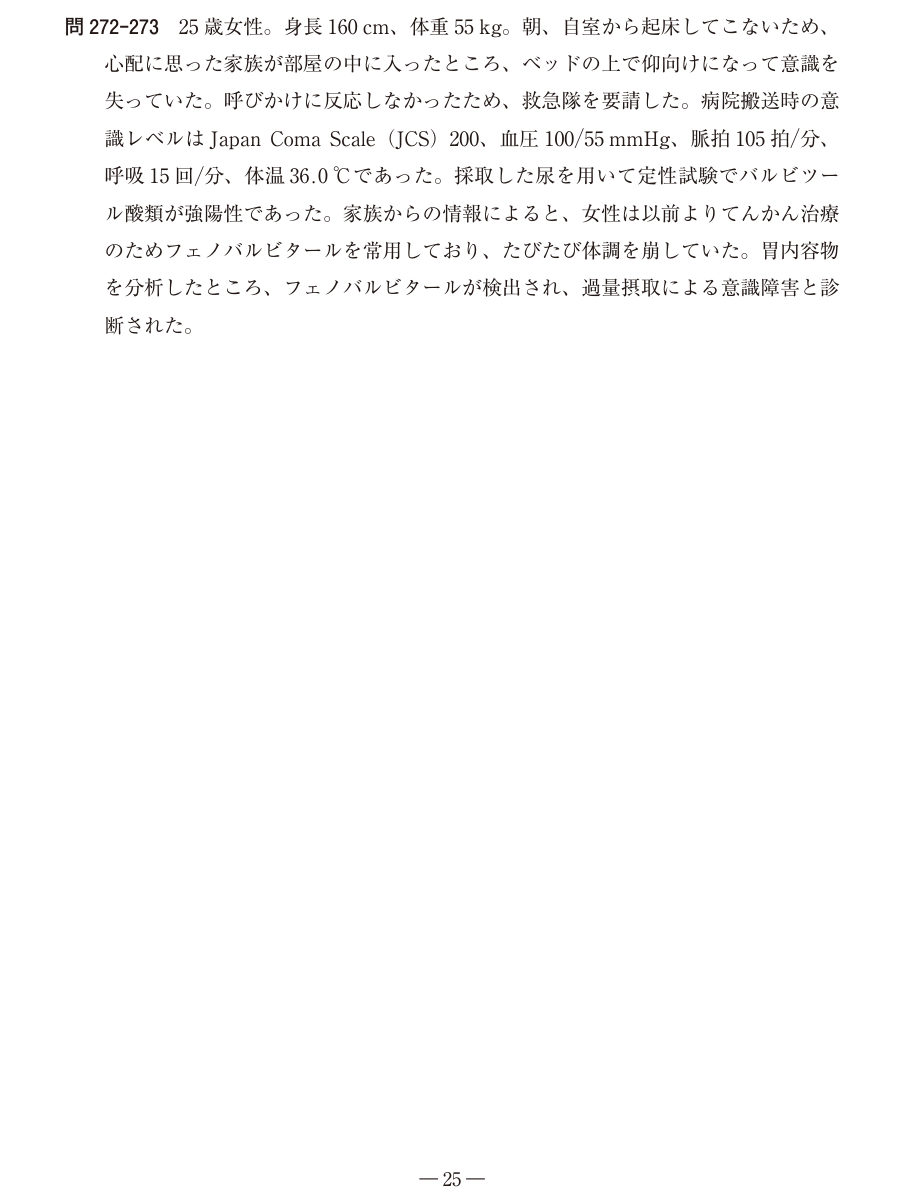 問 272-273 25 歳女性。身長 160 cm、体重 55 kg。朝、自室から起床してこないため、
心配に思った家族が部屋の中に入ったところ、ベッドの上で仰向けになって意識を
失っていた。呼びかけに反応しなかったため、救急隊を要請した。病院搬送時の意
識レベルは Japan Coma Scale（JCS）200、血圧 100/55 mmHg、脈拍 105 拍/分、
呼吸 15 回/分、体温 36.0 ℃であった。採取した尿を用いて定性試験でバルビツー
ル酸類が強陽性であった。家族からの情報によると、女性は以前よりてんかん治療
のためフェノバルビタールを常用しており、たびたび体調を崩していた。胃内容物
を分析したところ、フェノバルビタールが検出され、過量摂取による意識障害と診
断された。
― 25 ―